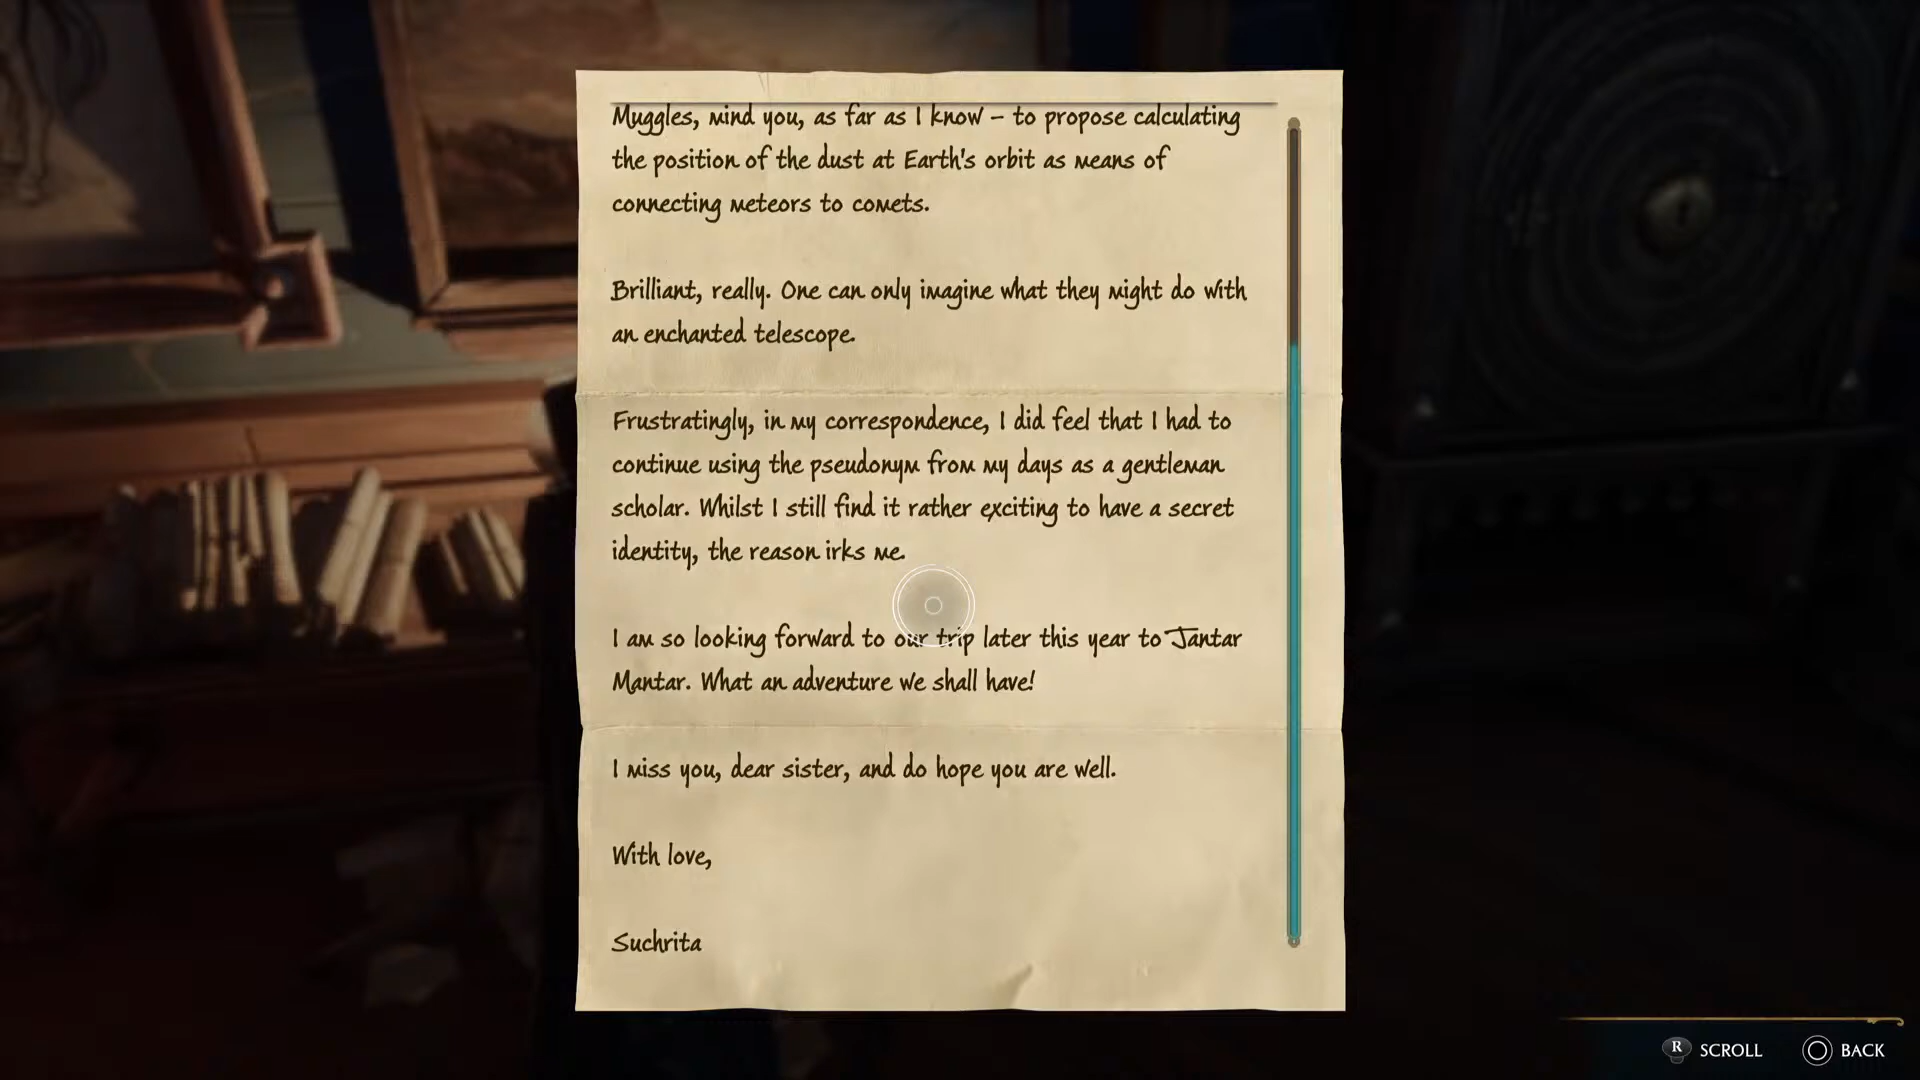 Muggles, mind you, as far as I know – to propose calculating
the position of the dust at Earth's orbit as means of
connecting meteors to comets.
Brilliant, really. One can only imagine what they might do with
an enchanted telescope.
Frustratingly, in my correspondence, I did feel that I had to
continue using the pseudonym from my days as a gentleman
scholar. Whilst I still find it rather exciting to have a secret
identity, the reason irks me.
I am so looking forward to our trip later this year to Jantar
Mantar. What an adventure we shall have!
I miss you, dear sister, and do hope you are well.
With love,
Suchrita
R SCROLL BACK